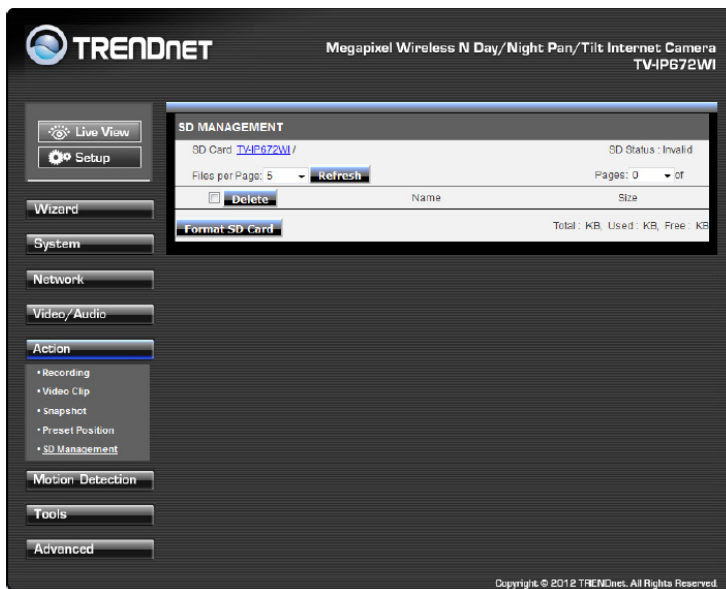 TRENDnet
Megapixel Wireless N Day/Night Pan/Tilt Internet Camera
TV-IP672WI
Live View
Setup
Wizard
System
Network
Video/Audio
Action
• Recording
• Video Clip
• Snapshot
• Preset Position
• SD Management
Motion Detection
Tools
Advanced
SD MANAGEMENT
SD Card TV-IP672WI / SD Status : Invalid
Files per Page: 5 Refresh Pages: 0 of
Delete Name Size
Format SD Card Total : KB, Used : KB, Free : KB
Copyright © 2012 TRENDnet. All Rights Reserved.